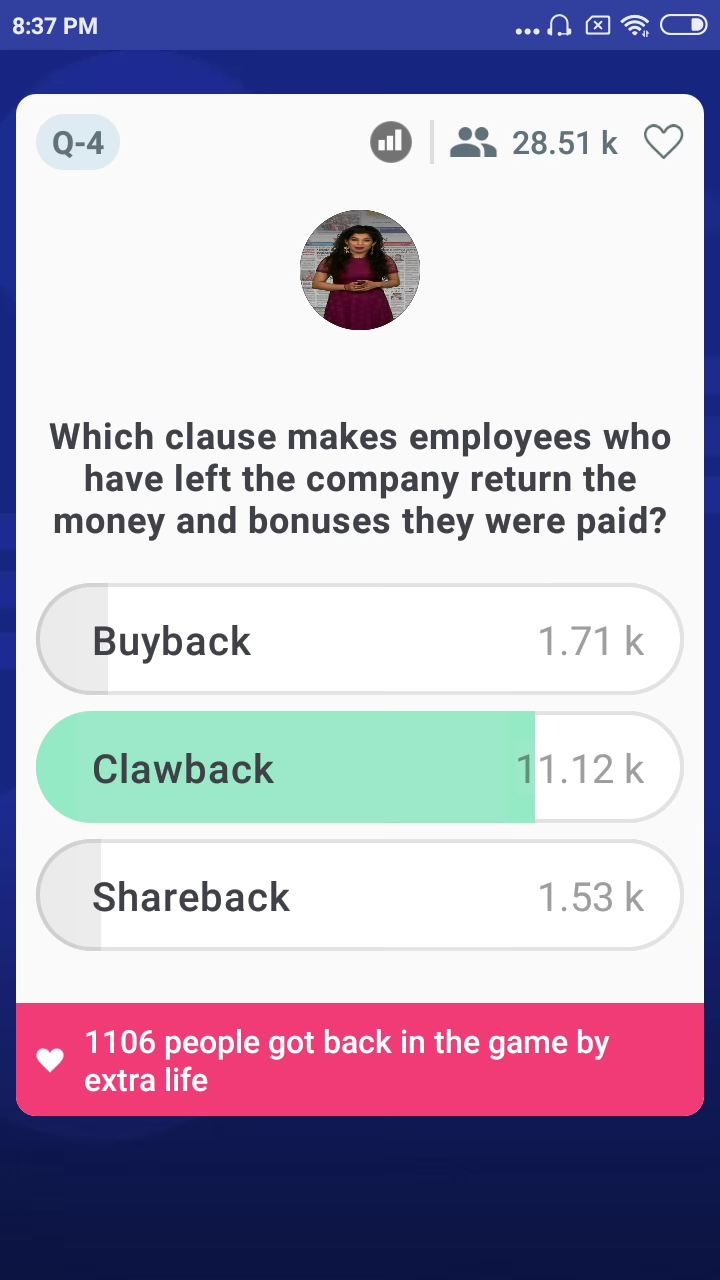 8:37 PM
Q-4
28.51 k
Which clause makes employees who
have left the company return the
money and bonuses they were paid?
Buyback 1.71 k
Clawback 11.12 k
Shareback 1.53 k
1106 people got back in the game by
extra life